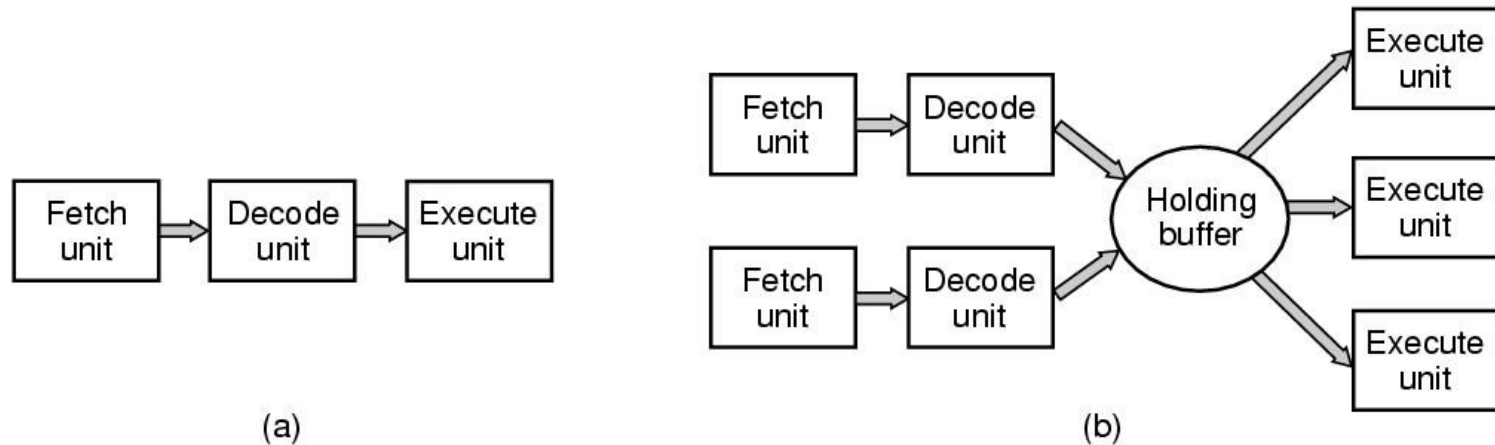 Fetch
unit
Decode
unit
Execute
unit
(a)
Fetch
unit
Decode
unit
Fetch
unit
Decode
unit
Holding
buffer
Execute
unit
Execute
unit
Execute
unit
(b)